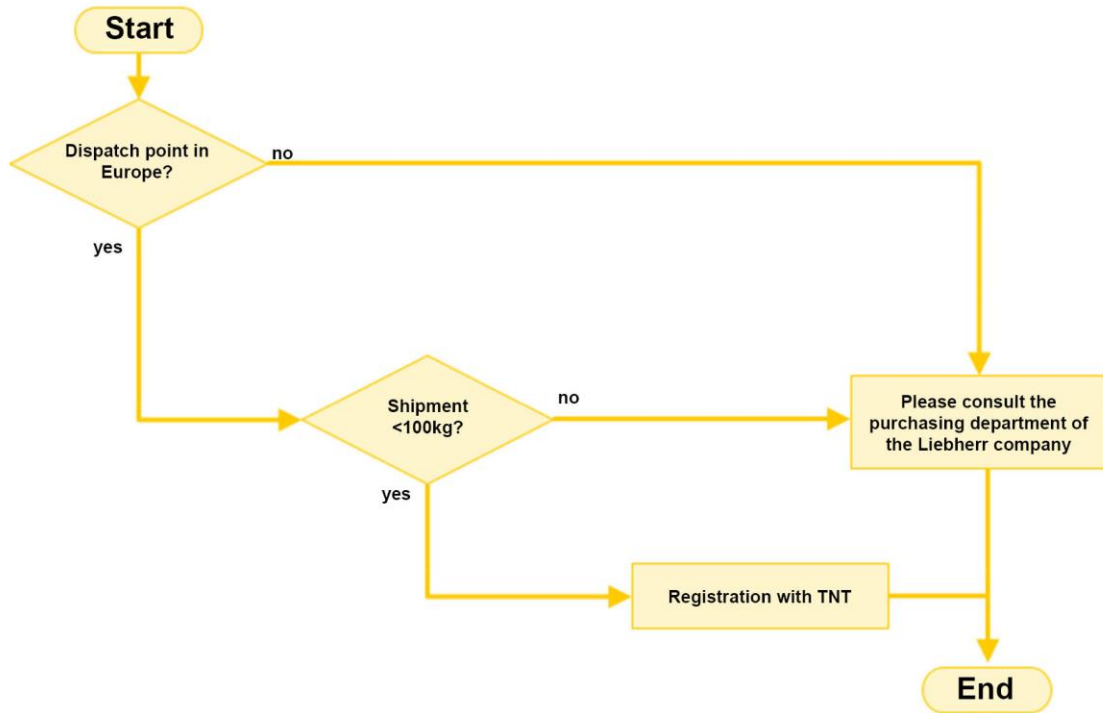 Start
Dispatch point in
Europe?
no
yes
Shipment
<100kg?
no
yes
Please consult the
purchasing department of
the Liebherr company
Registration with TNT
End